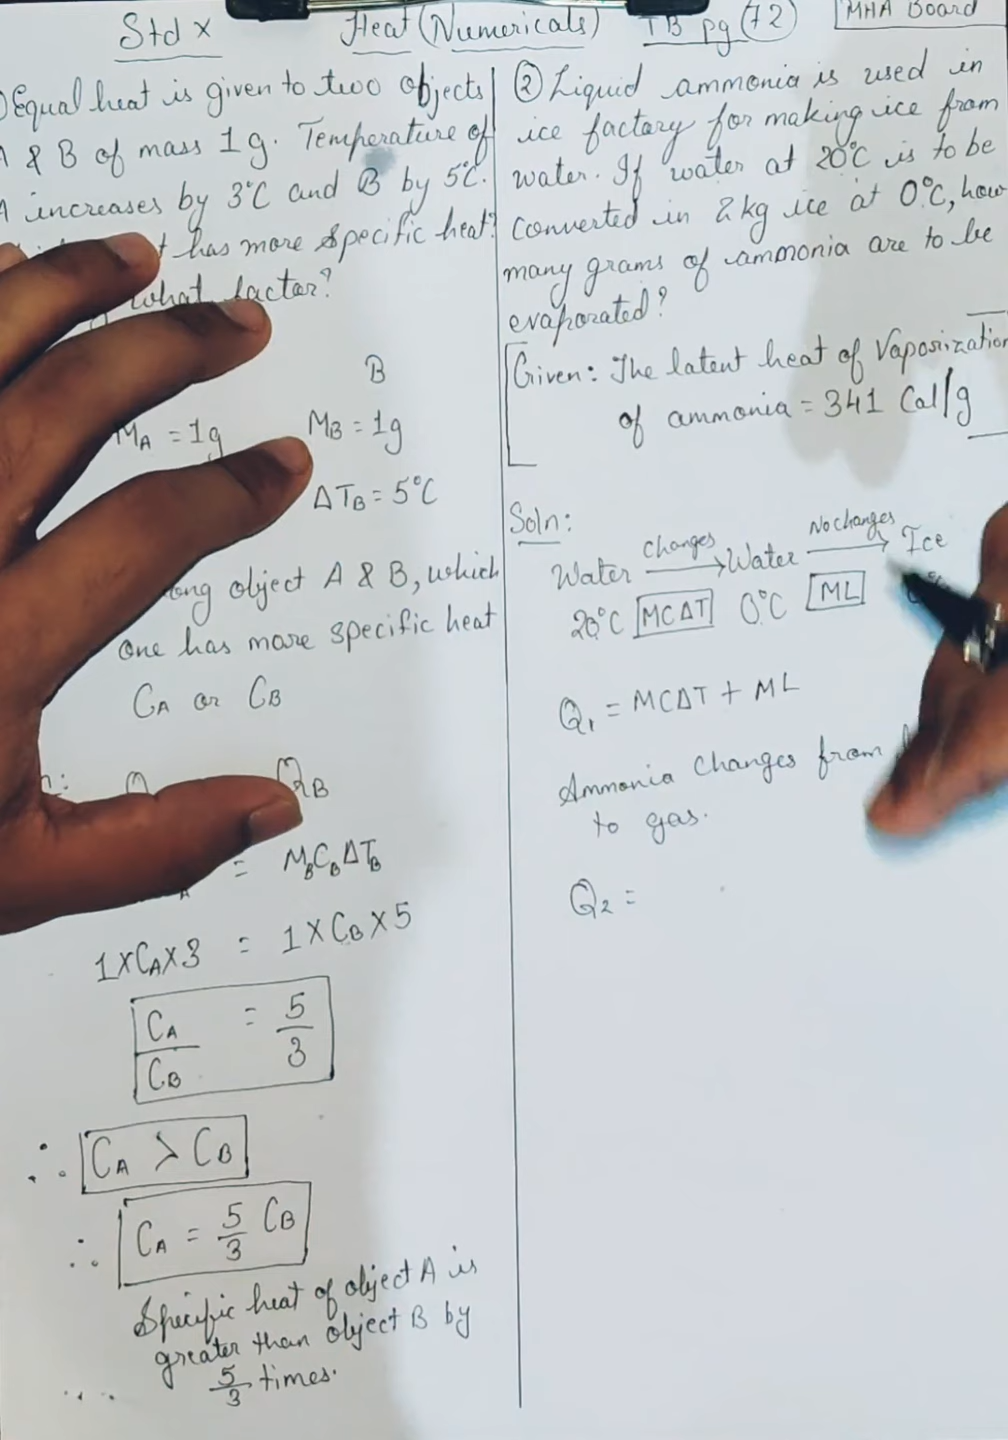 Std X
Heat (Numericals)
TB pg (72)
MHA Board
Equal heat is given to two objects
A & B of mass 1g. Temperature of
A increases by 3°C and B by 5°C.
has more specific heat?
what factor?
B
MA = 1g
MB = 1g
ΔTB = 5°C
object A & B, which
one has more specific heat
CA or CB
QB
= MBCBΔTB
1×CA×3 = 1×CB×5
CA/CB = 5/3
∴ CA > CB
∴ CA = 5/3 CB
Specific heat of object A is
greater than object B by
5/3 times.
② Liquid ammonia is used in
ice factory for making ice from
water. If water at 20°C is to be
converted in 2 kg ice at 0°C, how
many grams of ammonia are to be
evaporated?
Given: The latent heat of Vaporization
of ammonia = 341 Cal/g
Soln:
Water Changes → Water No changes → Ice
20°C MCΔT 0°C ML
Q1 = MCΔT + ML
Ammonia Changes from
to gas.
Q2 =